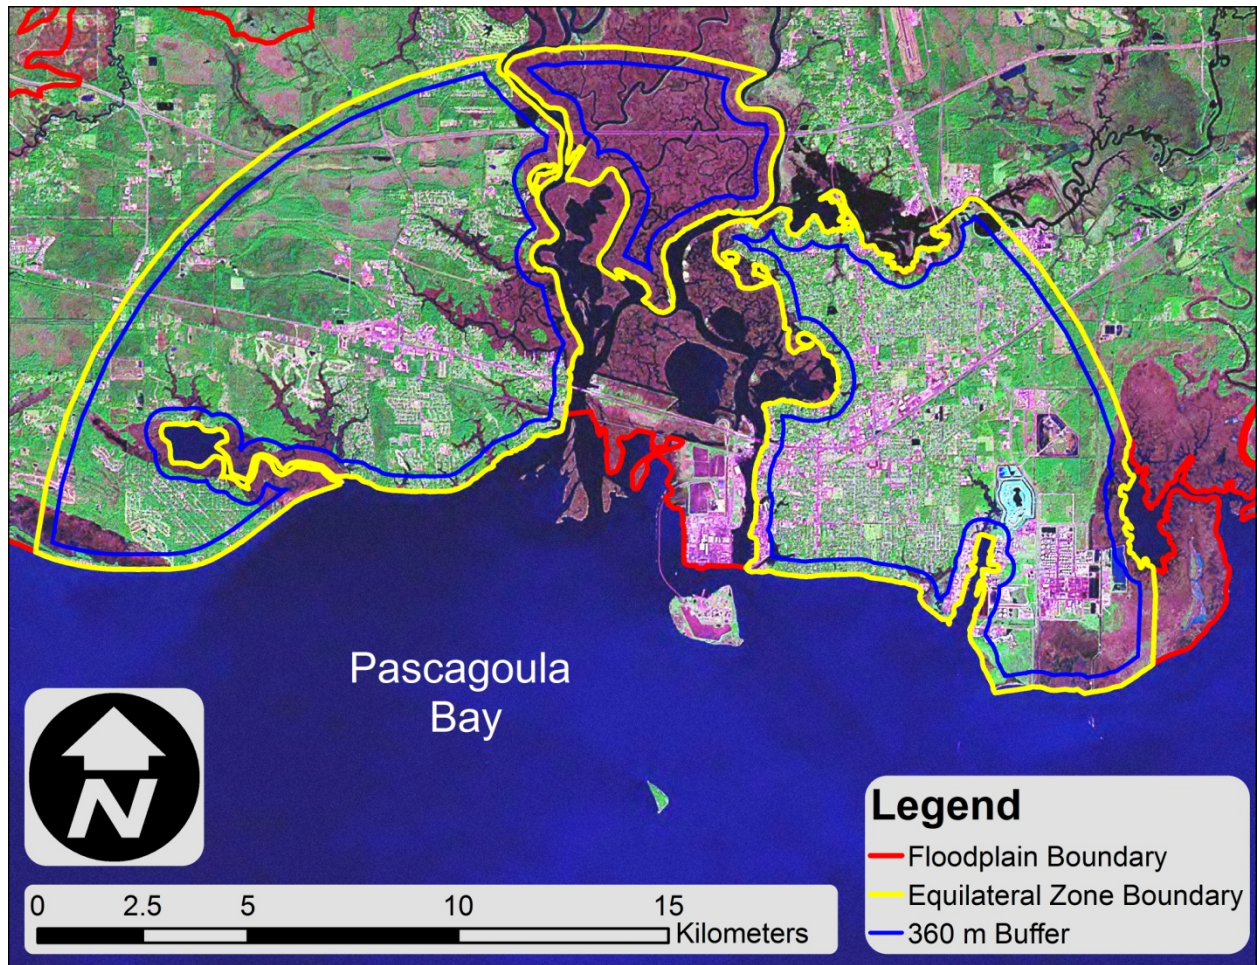 Pascagoula
Bay
N
0 2.5 5 10 15
Kilometers
Legend
Floodplain Boundary
Equilateral Zone Boundary
360 m Buffer